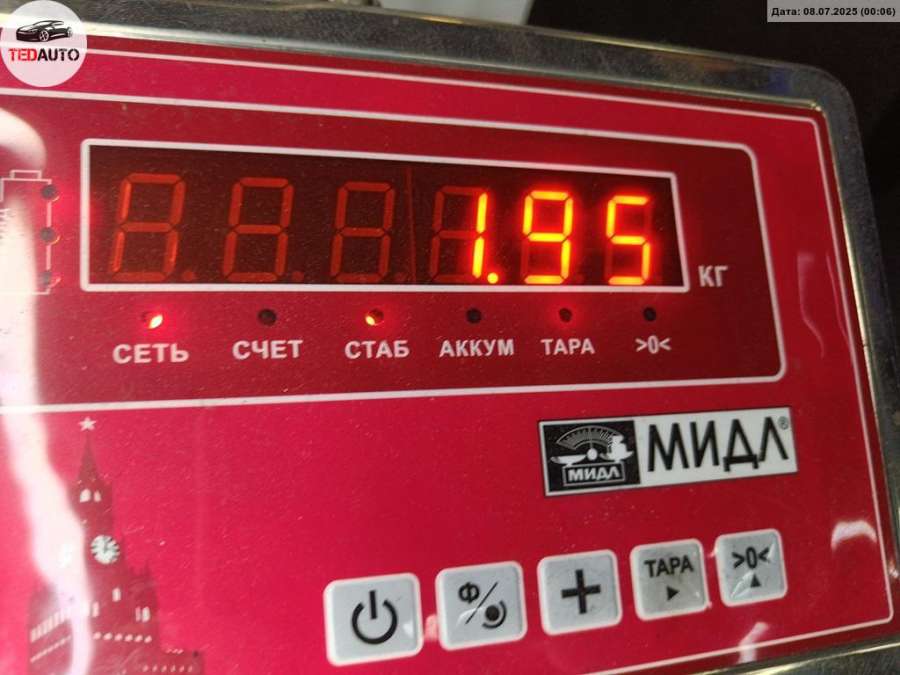 Дата: 08.07.2025 (00:06)
TEDAUTO
1.95
КГ
СЕТЬ СЧЕТ СТАБ АККУМ ТАРА >0<
МИДЛ МИДЛ®
Ф ТАРА >0<